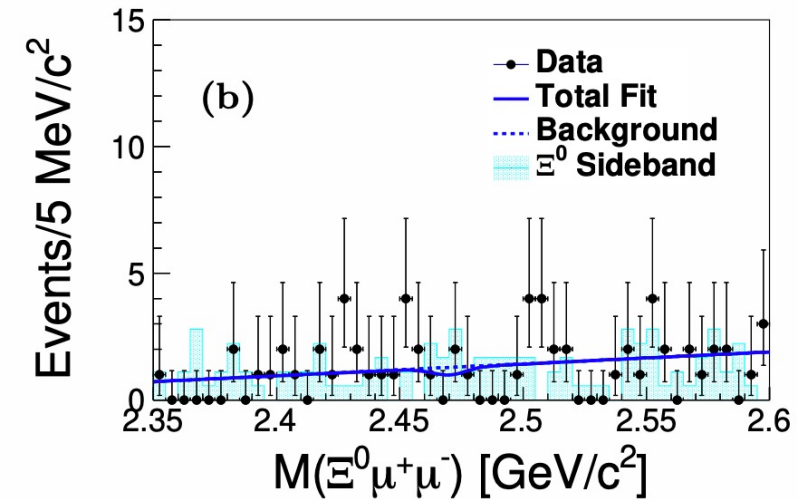 15
(b)
Data
Total Fit
Background
Ξ⁰ Sideband
10
5
0
Events/5 MeV/c²
2.35 2.4 2.45 2.5 2.55 2.6
M(Ξ⁰μ⁺μ⁻) [GeV/c²]